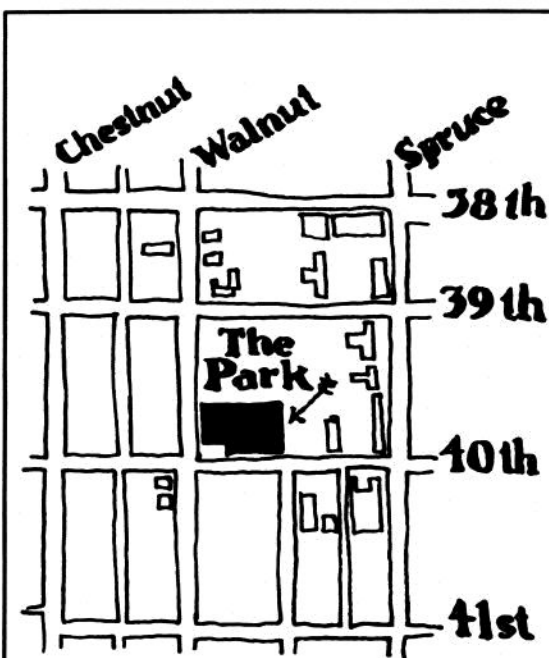 Chestnut
Walnut
Spruce
38th
39th
The
Park
40th
41st